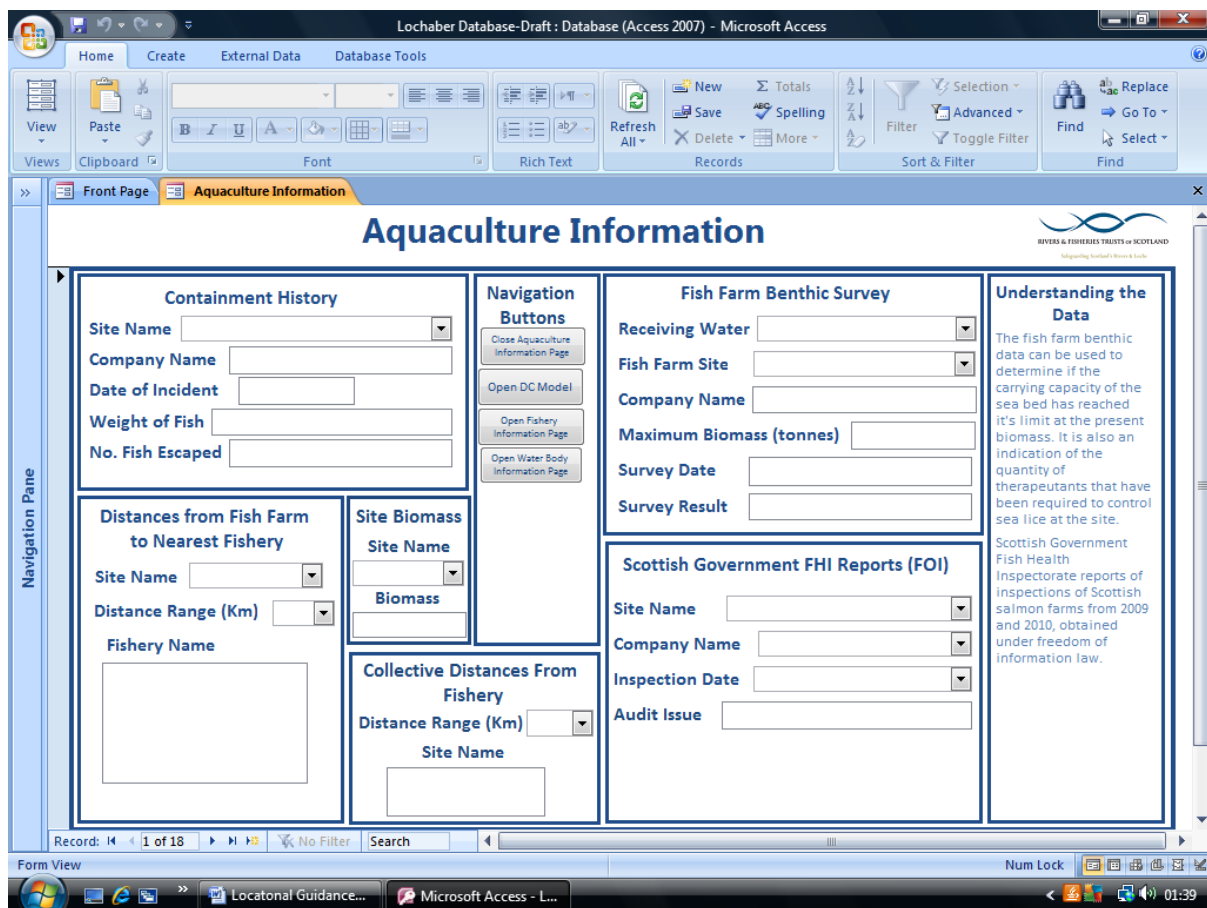 Lochaber Database-Draft : Database (Access 2007) - Microsoft Access
Home Create External Data Database Tools
View
Views
Paste
Clipboard
B I U A
Font
ab
Rich Text
Refresh All
New
Save
Delete
Σ Totals
ABC Spelling
More
Records
Filter
Selection
Advanced
Toggle Filter
Sort & Filter
Find
Replace
Go To
Select
Find
Front Page
Aquaculture Information
Navigation Pane
Aquaculture Information
RIVERS & FISHERIES TRUSTS OF SCOTLAND
Safeguarding Scotland's Rivers & Lochs
Containment History
Site Name
Company Name
Date of Incident
Weight of Fish
No. Fish Escaped
Distances from Fish Farm
to Nearest Fishery
Site Name
Distance Range (Km)
Fishery Name
Site Biomass
Site Name
Biomass
Collective Distances From
Fishery
Distance Range (Km)
Site Name
Navigation
Buttons
Close Aquaculture
Information Page
Open DC Model
Open Fishery
Information Page
Open Water Body
Information Page
Fish Farm Benthic Survey
Receiving Water
Fish Farm Site
Company Name
Maximum Biomass (tonnes)
Survey Date
Survey Result
Scottish Government FHI Reports (FOI)
Site Name
Company Name
Inspection Date
Audit Issue
Understanding the
Data
The fish farm benthic
data can be used to
determine if the
carrying capacity of the
sea bed has reached
it's limit at the present
biomass. It is also an
indication of the
quantity of
therapeutants that have
been required to control
sea lice at the site.
Scottish Government
Fish Health
Inspectorate reports of
inspections of Scottish
salmon farms from 2009
and 2010, obtained
under freedom of
information law.
Record: 1 of 18 No Filter Search
Form View
Num Lock
Locatonal Guidance...
Microsoft Access - L...
01:39